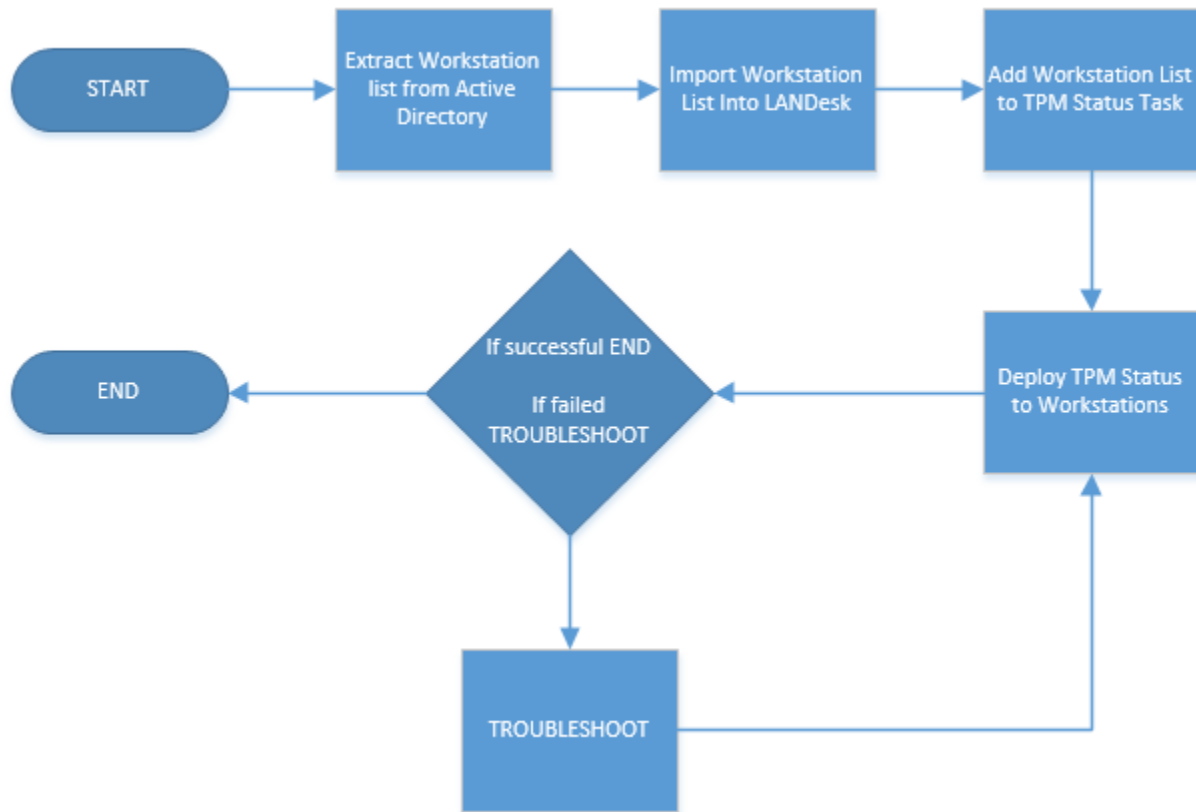 START
Extract Workstation
list from Active
Directory
Import Workstation
List Into LANDesk
Add Workstation List
to TPM Status Task
Deploy TPM Status
to Workstations
If successful END
If failed
TROUBLESHOOT
END
TROUBLESHOOT